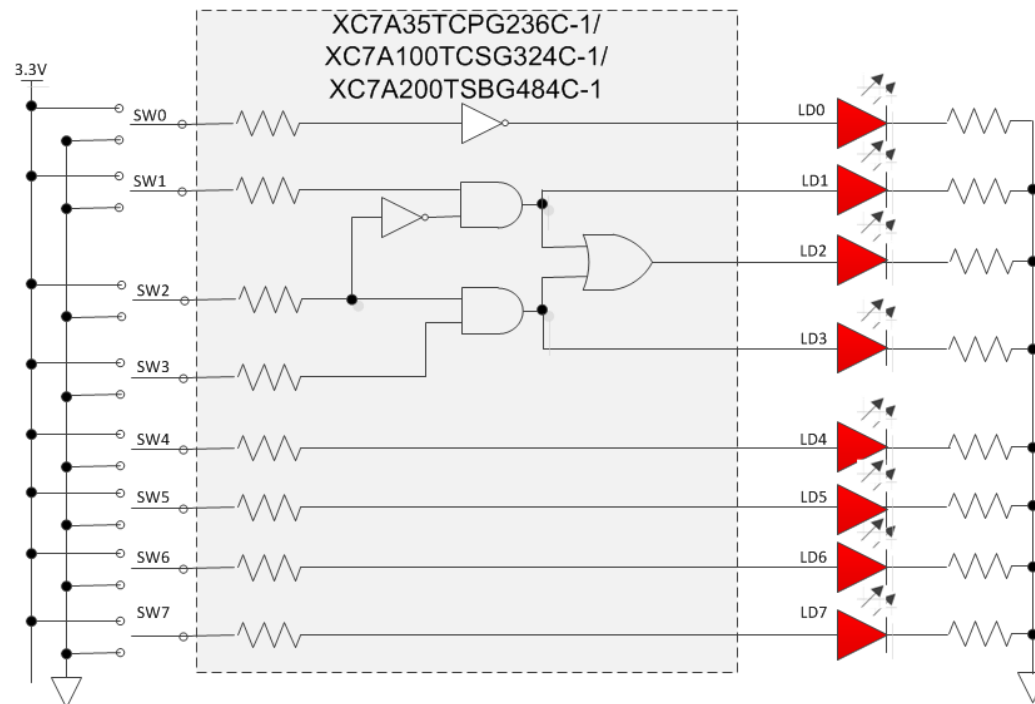 XC7A35TCPG236C-1/
XC7A100TCSG324C-1/
XC7A200TSBG484C-1
3.3V
SW0
LD0
SW1
LD1
SW2
LD2
SW3
LD3
SW4
LD4
SW5
LD5
SW6
LD6
SW7
LD7